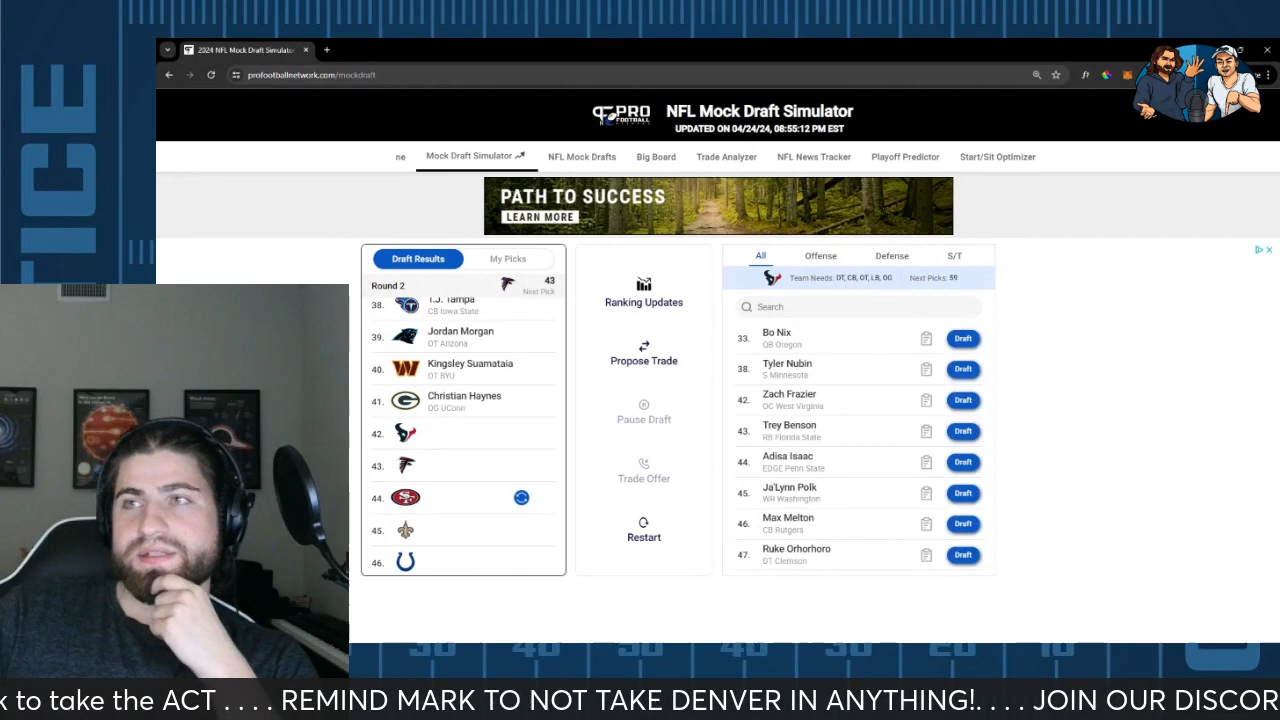 2024 NFL Mock Draft Simulato
profootballnetwork.com/mockdraft
PRO
FOOTBALL
NETWORK
NFL Mock Draft Simulator
UPDATED ON 04/24/24, 08:55:12 PM EST
ne
Mock Draft Simulator
NFL Mock Drafts
Big Board
Trade Analyzer
NFL News Tracker
Playoff Predictor
Start/Sit Optimizer
PATH TO SUCCESS
LEARN MORE
TICE
Draft Results
My Picks
Round 2
43
Next Pick
38. T.J. Tampa
CB Iowa State
39. Jordan Morgan
OT Arizona
40. Kingsley Suamataia
OT BYU
41. Christian Haynes
OG UConn
42.
43.
44.
45.
46.
Ranking Updates
Propose Trade
Pause Draft
Trade Offer
Restart
All
Offense
Defense
S/T
Team Needs: DT, CB, OT, LB, OG
Next Picks: 59
Search
33. Bo Nix
QB Oregon
Draft
38. Tyler Nubin
S Minnesota
Draft
42. Zach Frazier
OC West Virginia
Draft
43. Trey Benson
RB Florida State
Draft
44. Adisa Isaac
EDGE Penn State
Draft
45. Ja'Lynn Polk
WR Washington
Draft
46. Max Melton
CB Rutgers
Draft
47. Ruke Orhorhoro
DT Clemson
Draft
k to take the ACT . . . . REMIND MARK TO NOT TAKE DENVER IN ANYTHING!. . . . JOIN OUR DISCOR